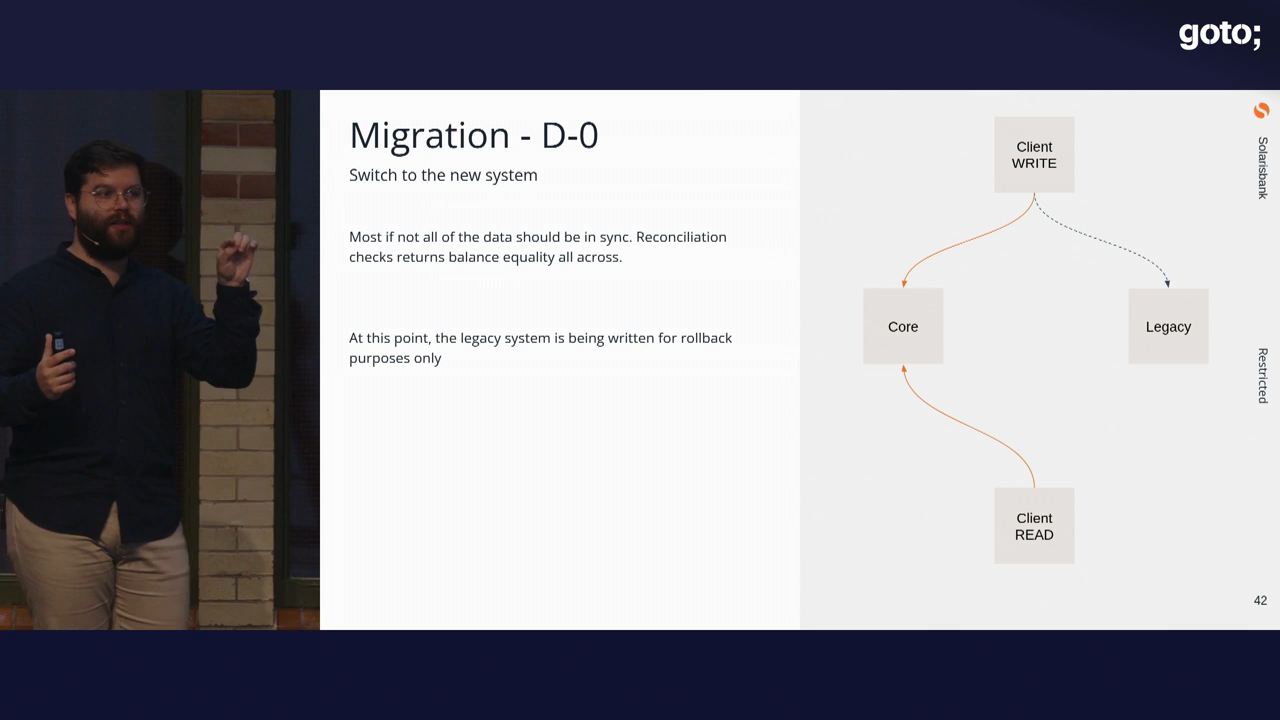 goto;
Migration - D-0
Switch to the new system
Most if not all of the data should be in sync. Reconciliation
checks returns balance equality all across.
At this point, the legacy system is being written for rollback
purposes only
Client
WRITE
Core
Legacy
Client
READ
Solarisbank
Restricted
42